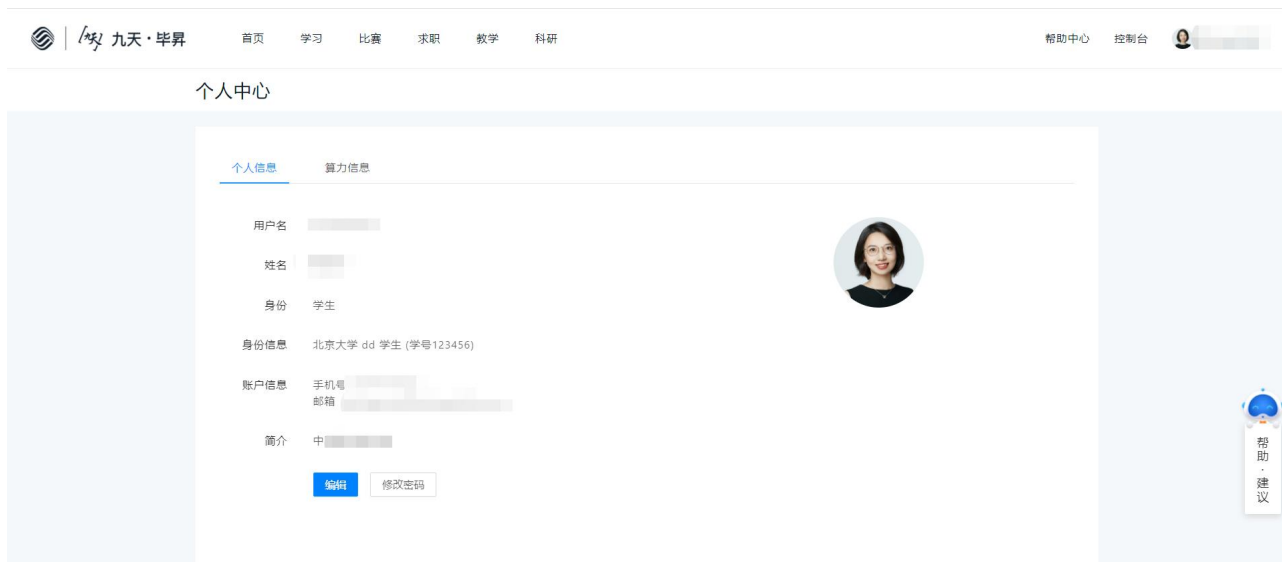 九天·毕昇 首页 学习 比赛 求职 教学 科研 帮助中心 控制台
个人中心
个人信息 算力信息
用户名
姓名
身份 学生
身份信息 北京大学 dd 学生 (学号123456)
账户信息 手机号
邮箱
简介 中
编辑 修改密码
帮助·建议